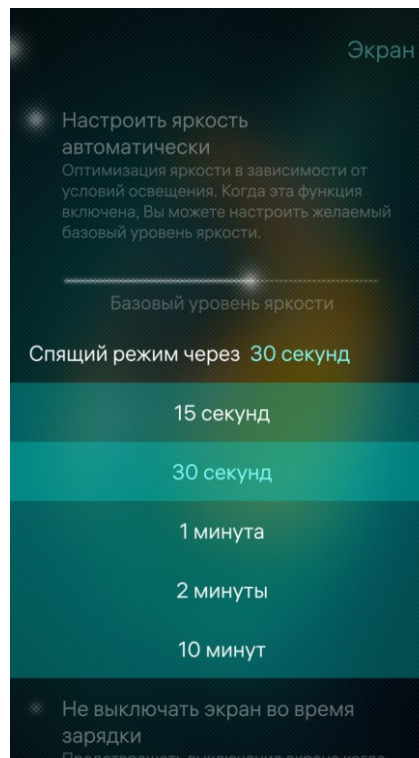 Экран
Настроить яркость
автоматически
Оптимизация яркости в зависимости от
условий освещения. Когда эта функция
включена, Вы можете настроить желаемый
базовый уровень яркости.
Базовый уровень яркости
Спящий режим через 30 секунд
15 секунд
30 секунд
1 минута
2 минуты
10 минут
Не выключать экран во время
зарядки